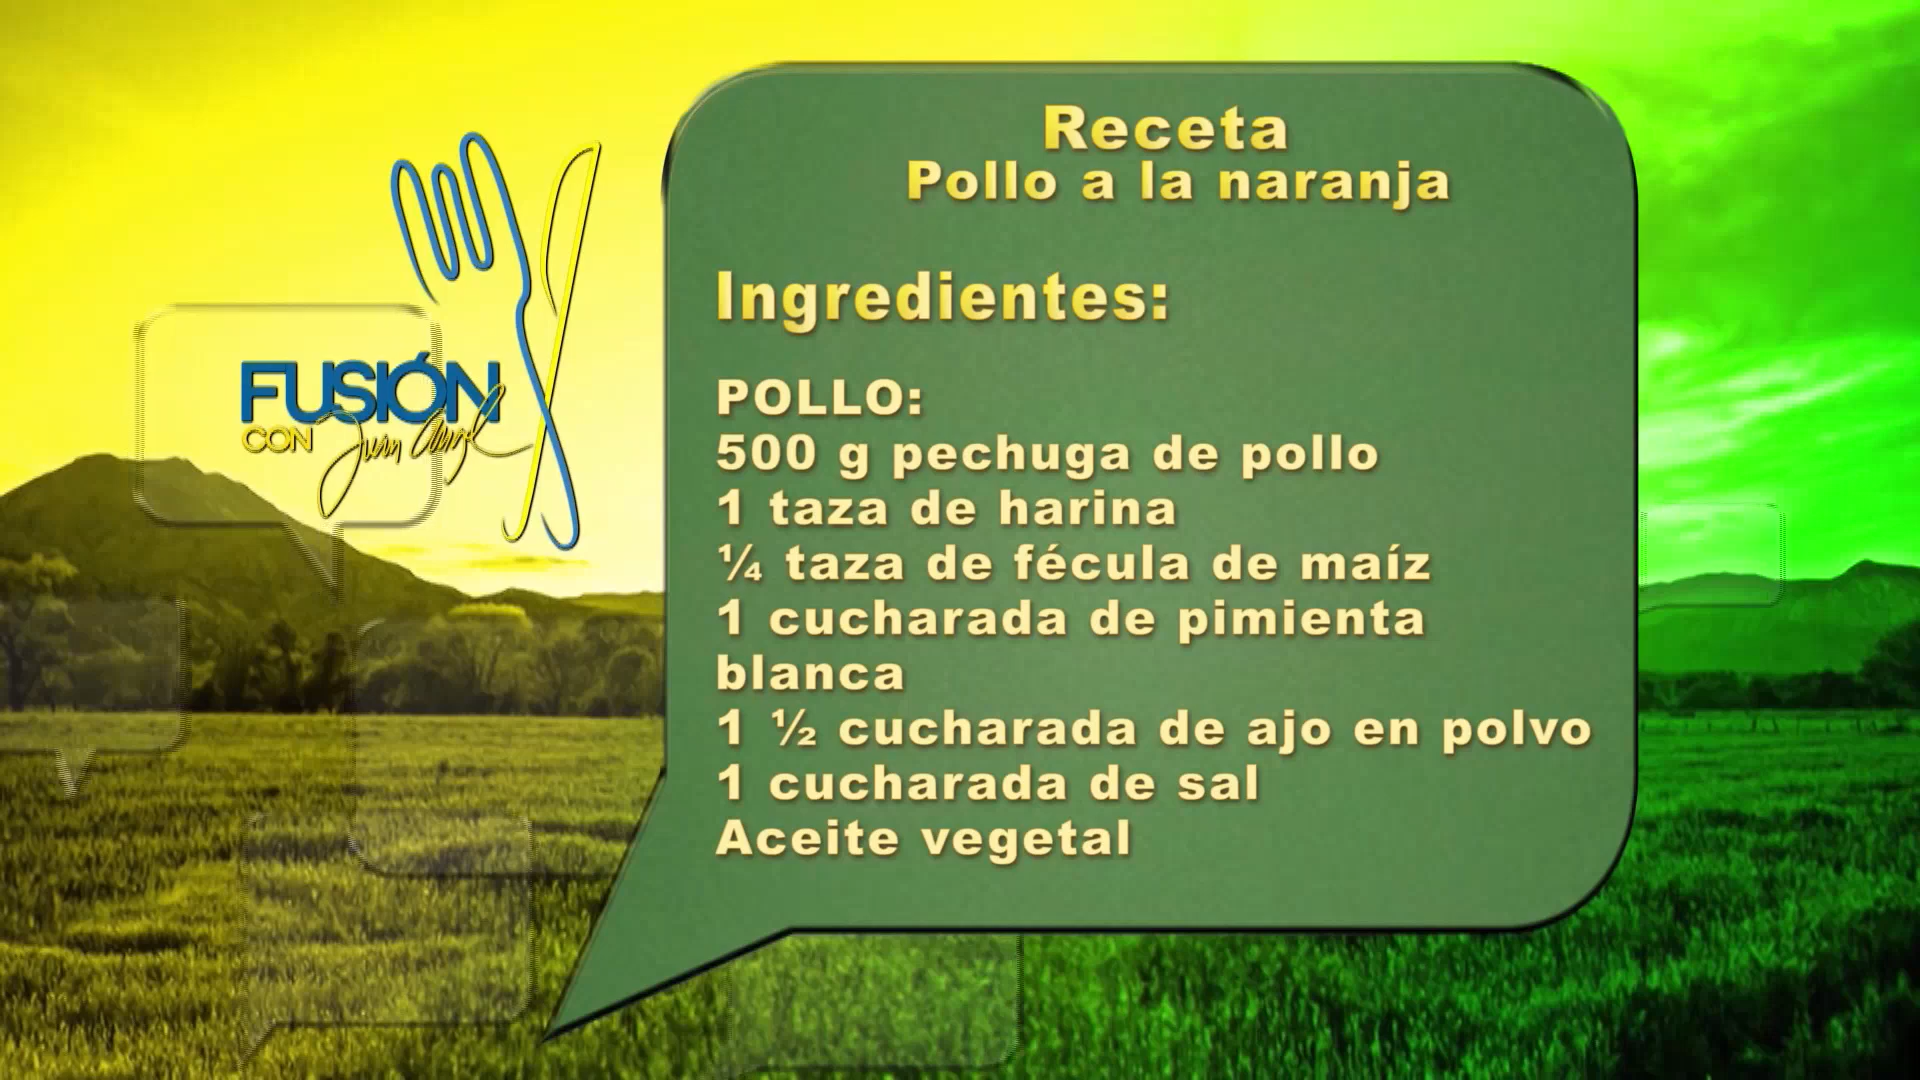 FUSIÓN
CON Juan Angel
Receta
Pollo a la naranja
Ingredientes:
POLLO:
500 g pechuga de pollo
1 taza de harina
¼ taza de fécula de maíz
1 cucharada de pimienta
blanca
1 ½ cucharada de ajo en polvo
1 cucharada de sal
Aceite vegetal